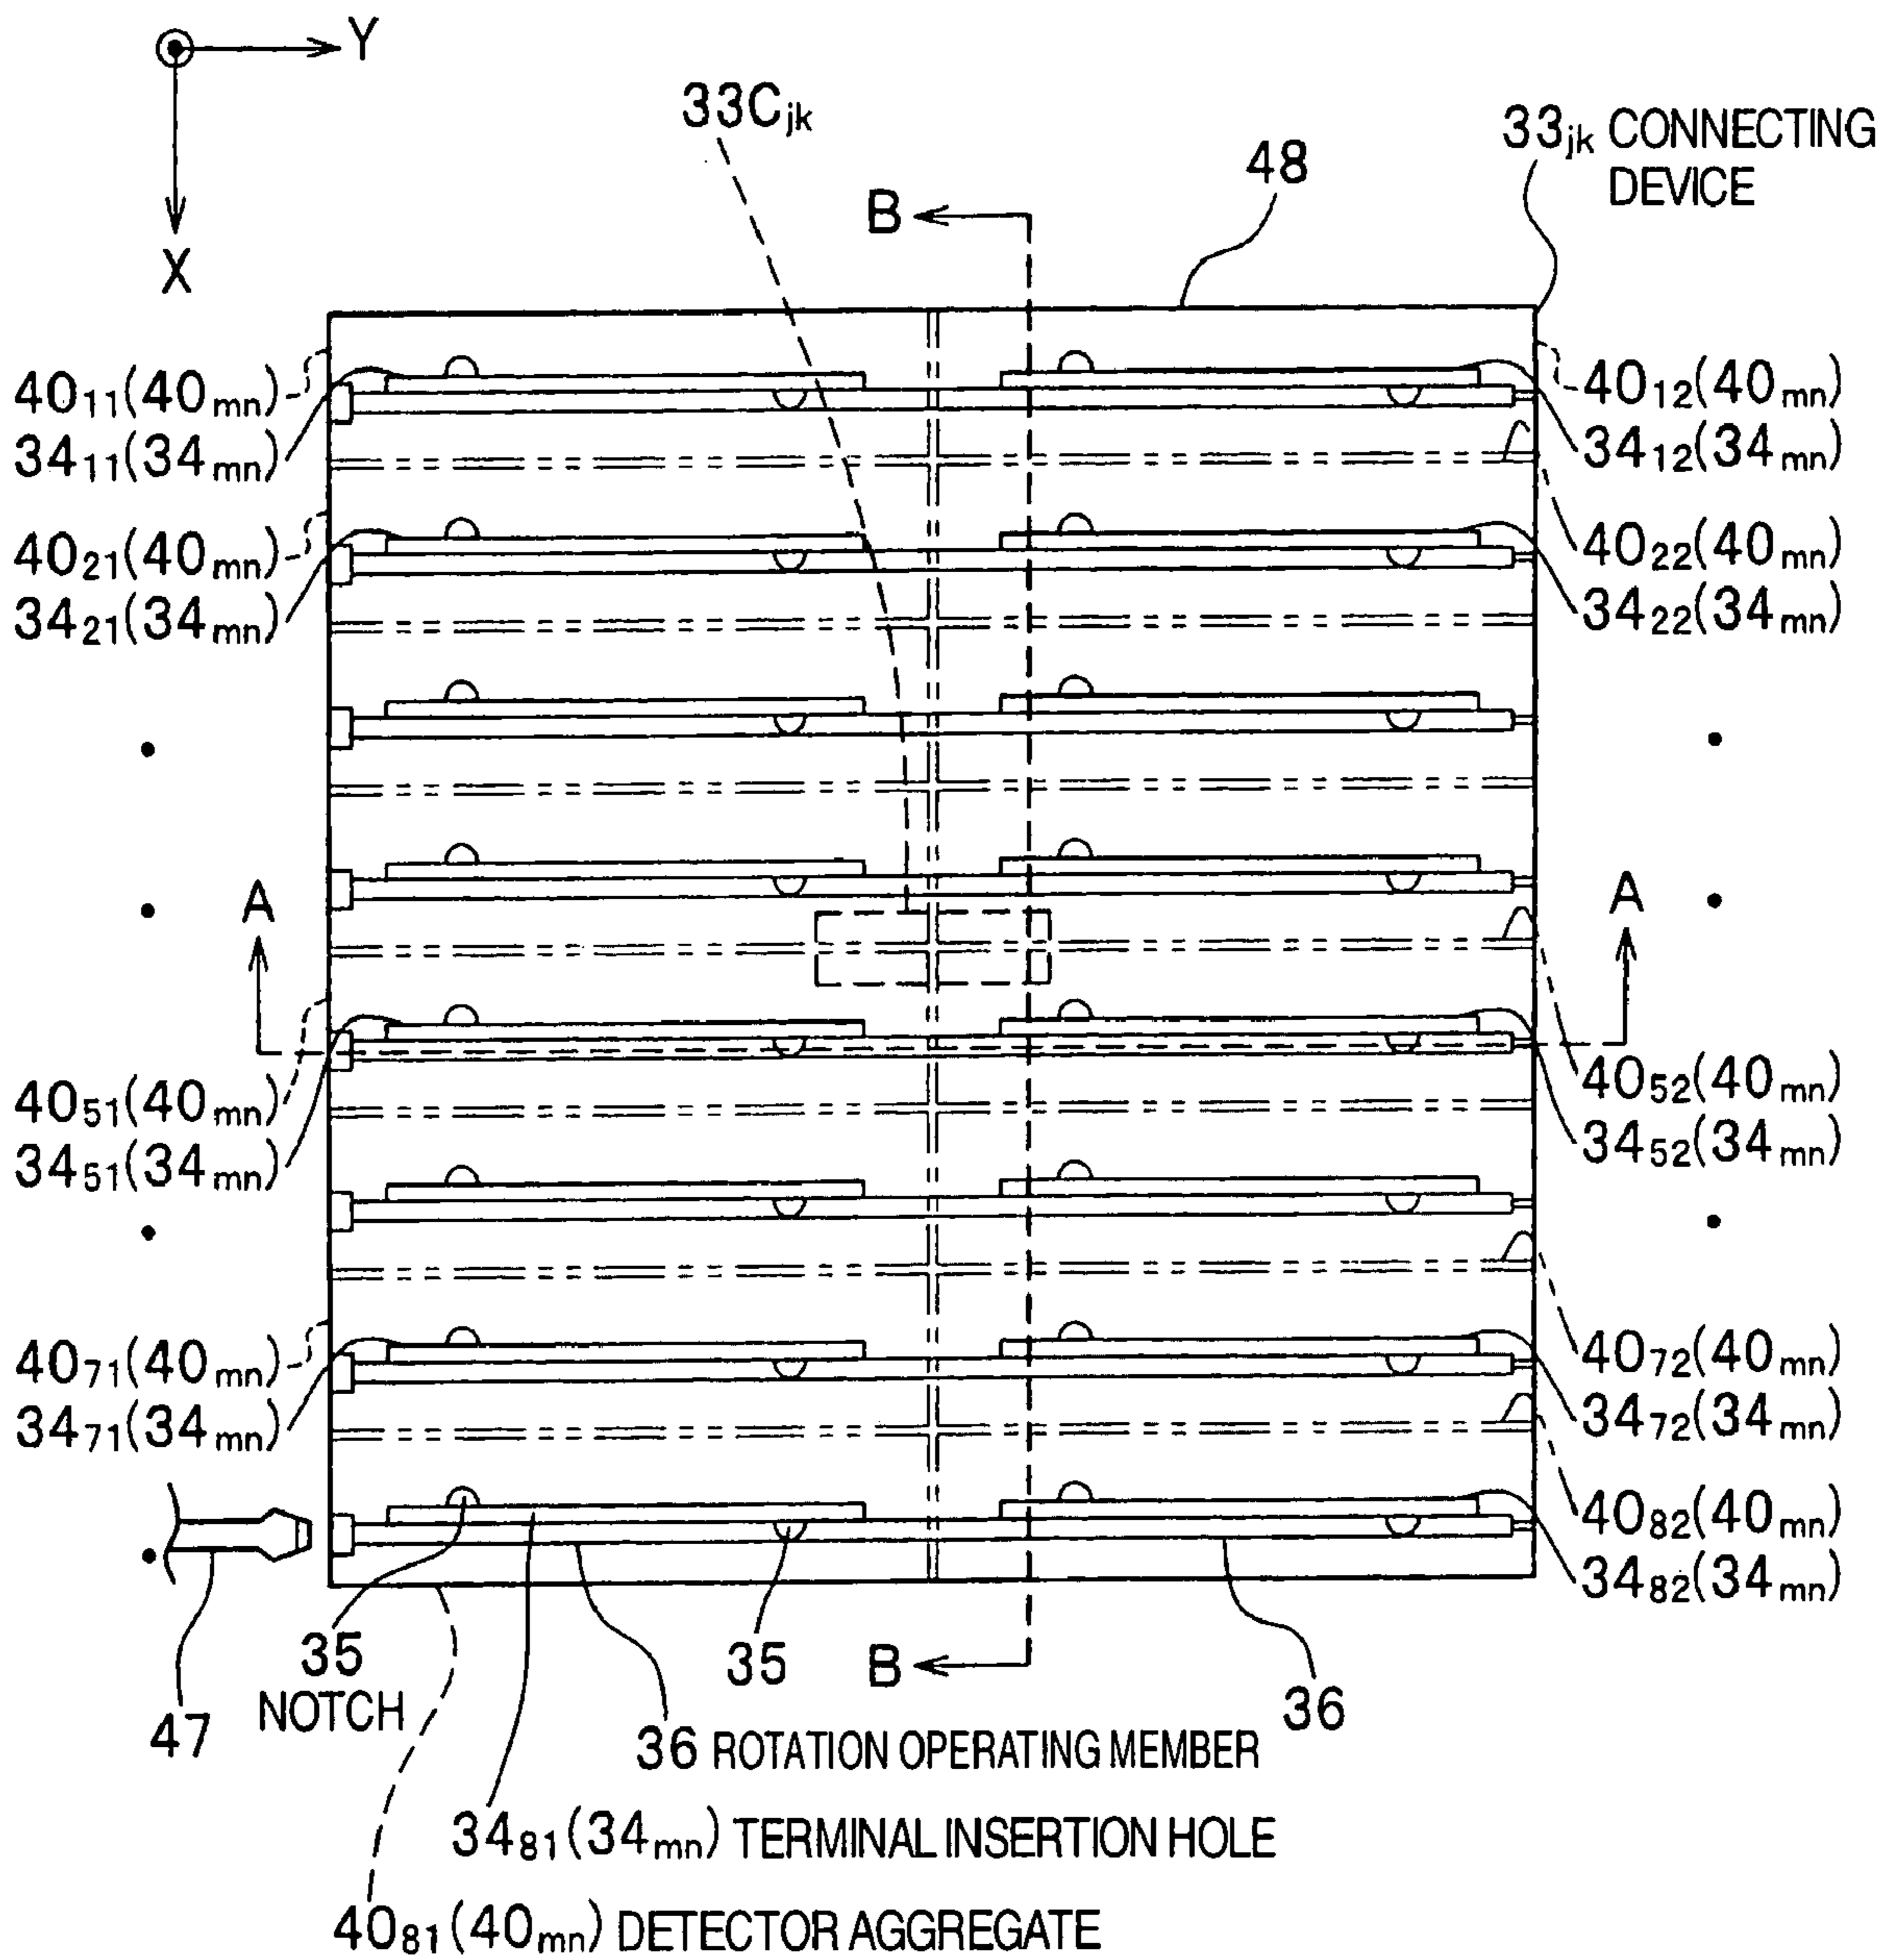 Y
X
33Cjk
33jk CONNECTING
DEVICE
48
B
4011(40mn)
3411(34mn)
4012(40mn)
3412(34mn)
4021(40mn)
3421(34mn)
4022(40mn)
3422(34mn)
A
A
4051(40mn)
3451(34mn)
4052(40mn)
3452(34mn)
4071(40mn)
3471(34mn)
4072(40mn)
3472(34mn)
4082(40mn)
3482(34mn)
47
35
NOTCH
35
B
36
36 ROTATION OPERATING MEMBER
3481(34mn) TERMINAL INSERTION HOLE
4081(40mn) DETECTOR AGGREGATE